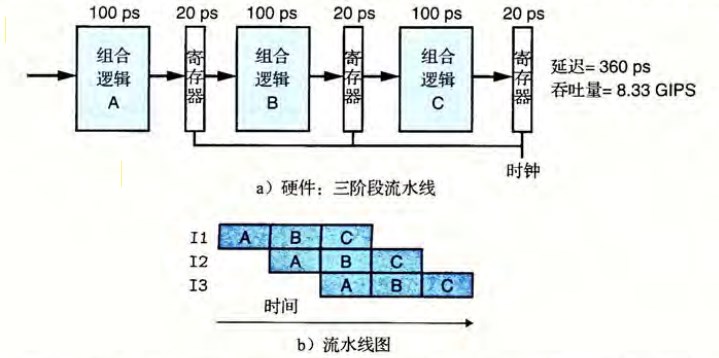 100 ps 20 ps 100 ps 20 ps 100 ps 20 ps
组合逻辑A 寄存器 组合逻辑B 寄存器 组合逻辑C 寄存器
延迟= 360 ps
吞吐量= 8.33 GIPS
时钟
a）硬件：三阶段流水线
I1 A B C
I2 A B C
I3 A B C
时间
b）流水线图